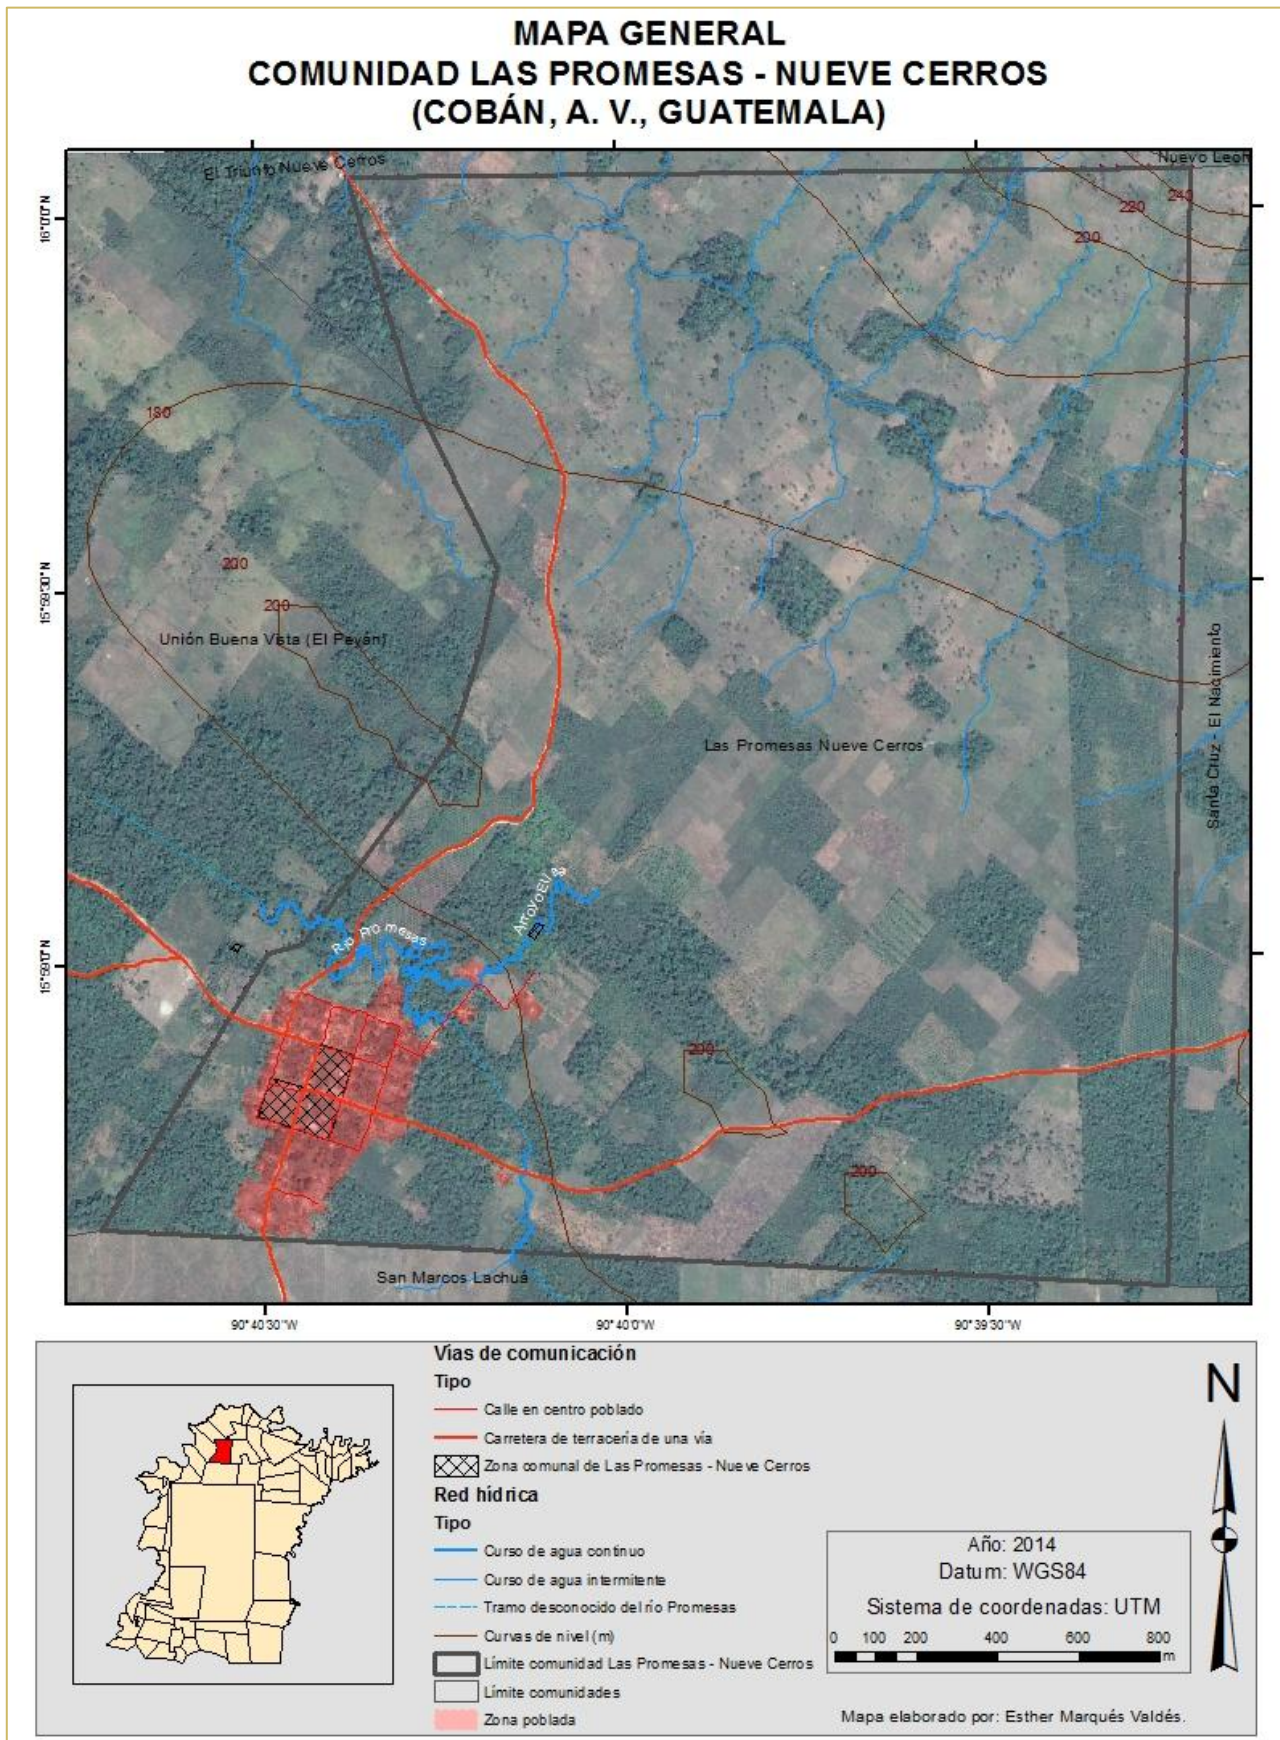 MAPA GENERAL
COMUNIDAD LAS PROMESAS - NUEVE CERROS
(COBÁN, A. V., GUATEMALA)
El Triunfo Nueve Cerros
Nuevo León
240
220
200
16°0'0"N
180
200
200
15°59'30"N
Unión Buena Vista (El Peyán)
Santa Cruz - El Nacimiento
Las Promesas Nueve Cerros
Arroyo El
Río Promesas
15°59'0"N
200
200
San Marcos Lachuá
90°40'30"W
90°40'0"W
90°39'30"W
Vías de comunicación
Tipo
Calle en centro poblado
Carretera de terracería de una vía
Zona comunal de Las Promesas - Nueve Cerros
Red hídrica
Tipo
Curso de agua continuo
Curso de agua intermitente
Tramo desconocido del río Promesas
Curvas de nivel (m)
Límite comunidad Las Promesas - Nueve Cerros
Límite comunidades
Zona poblada
N
Año: 2014
Datum: WGS84
Sistema de coordenadas: UTM
0 100 200 400 600 800
m
Mapa elaborado por: Esther Marqués Valdés.